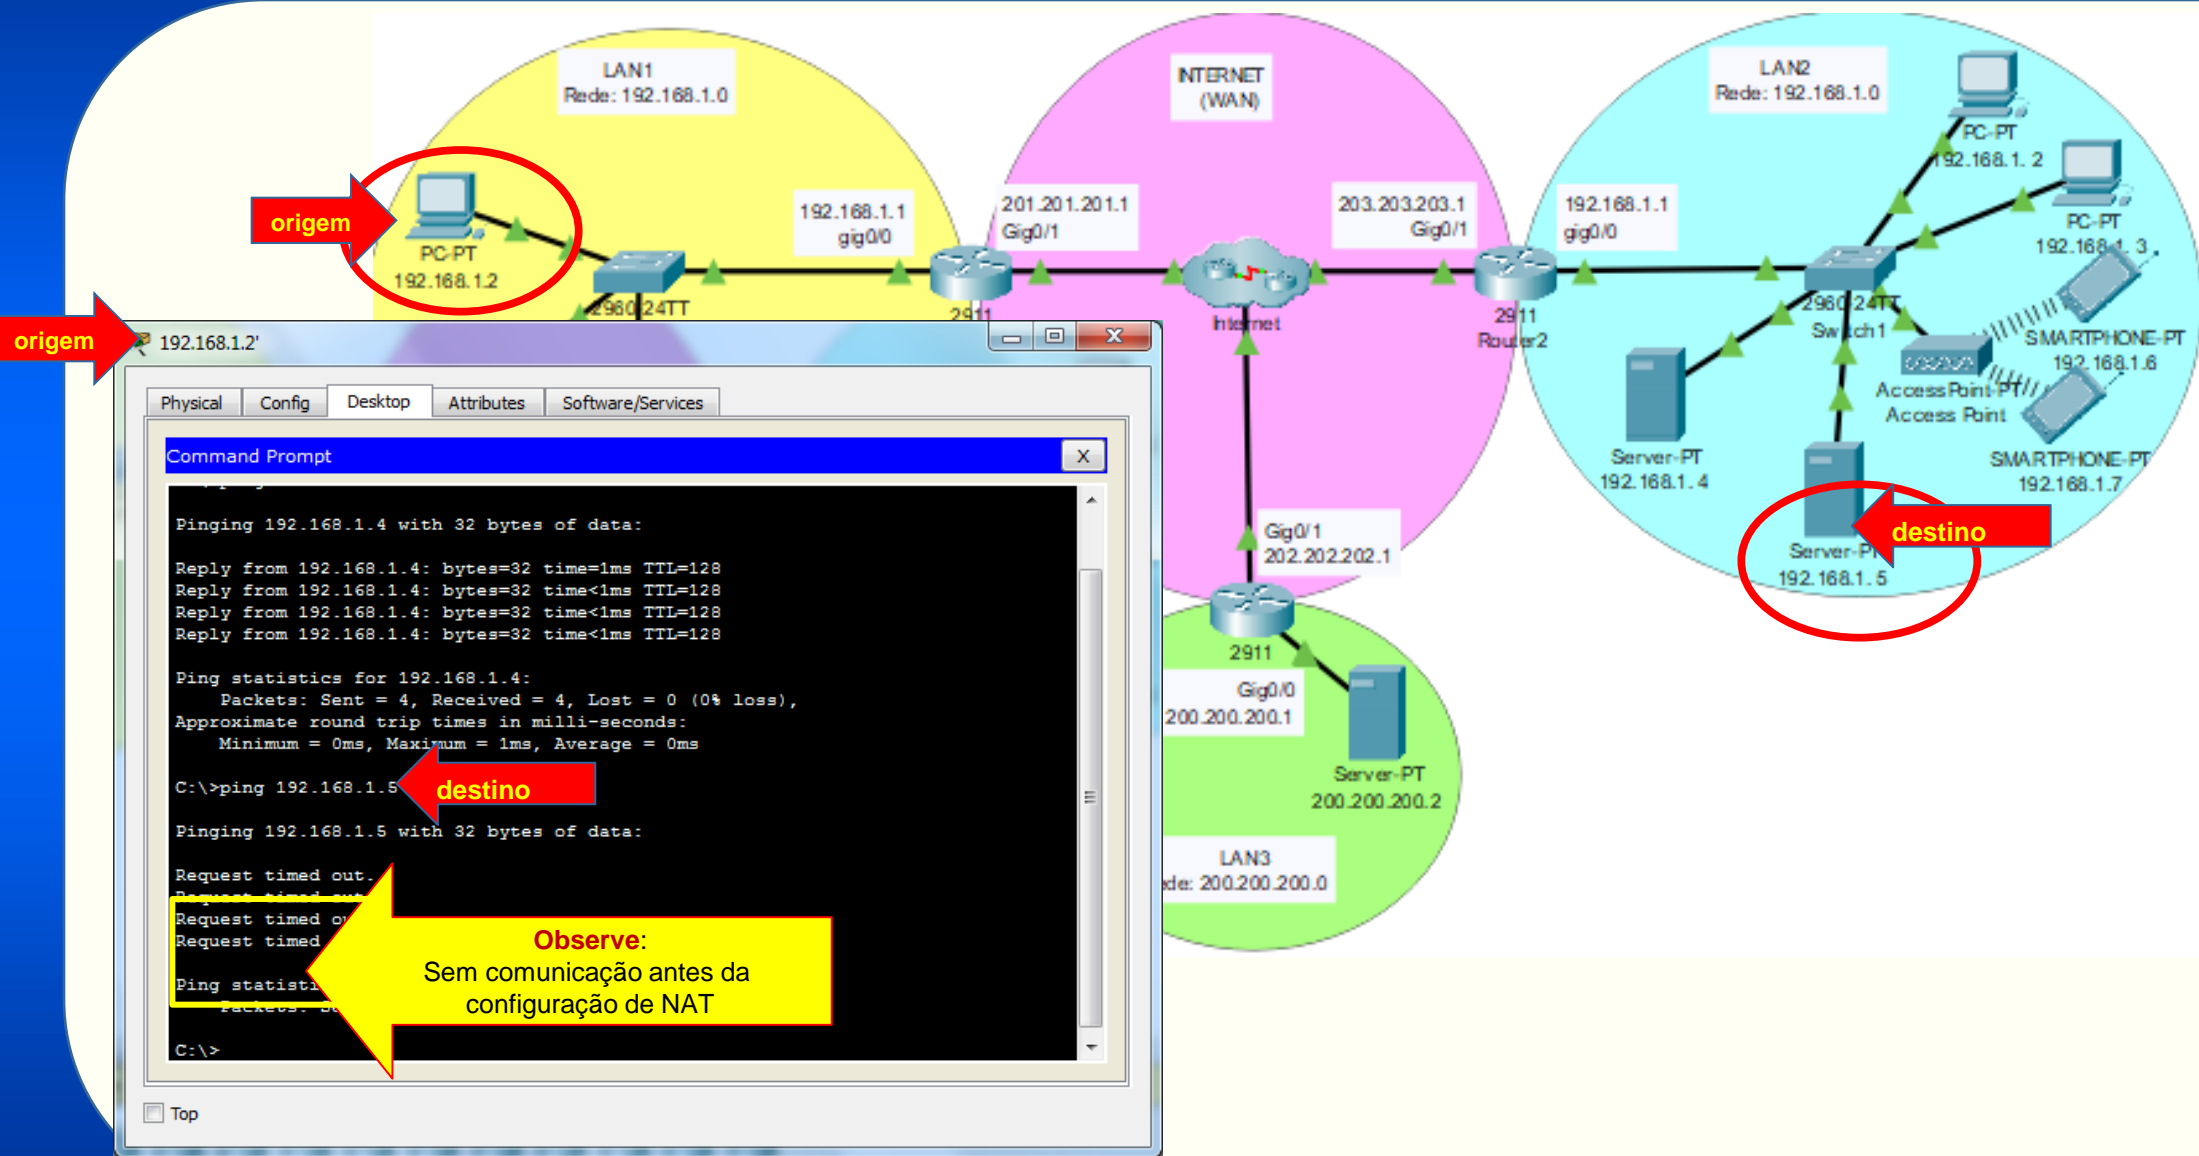 LAN1
Rede: 192.168.1.0
INTERNET
(WAN)
LAN2
Rede: 192.168.1.0
PC-PT
192.168.1. 2
PC-PT
192.168.1. 3
origem
PC-PT
192.168.1.2
2960 24TT
192.168.1.1
gig0/0
2911
201.201.201.1
Gig0/1
Internet
203.203.203.1
Gig0/1
2911
Router2
192.168.1.1
gig0/0
2960 24TT
Switch1
SMARTPHONE-PT
192.168.1.6
AccessPoint-PT
Access Point
SMARTPHONE-PT
192.168.1.7
Server-PT
192.168.1. 4
destino
Server-PT
192.168.1. 5
Gig0/1
202.202.202.1
2911
Gig0/0
200.200.200.1
Server-PT
200.200.200.2
LAN3
de: 200.200.200.0
origem
192.168.1.2'
Physical
Config
Desktop
Attributes
Software/Services
Command Prompt
X
Pinging 192.168.1.4 with 32 bytes of data:
Reply from 192.168.1.4: bytes=32 time=1ms TTL=128
Reply from 192.168.1.4: bytes=32 time<1ms TTL=128
Reply from 192.168.1.4: bytes=32 time<1ms TTL=128
Reply from 192.168.1.4: bytes=32 time<1ms TTL=128
Ping statistics for 192.168.1.4:
Packets: Sent = 4, Received = 4, Lost = 0 (0% loss),
Approximate round trip times in milli-seconds:
Minimum = 0ms, Maximum = 1ms, Average = 0ms
C:\>ping 192.168.1.5
destino
Pinging 192.168.1.5 with 32 bytes of data:
Request timed out.
Request timed out
Request timed ou
Request timed
Ping statisti
Packets: S
C:\>
Observe:
Sem comunicação antes da
configuração de NAT
Top